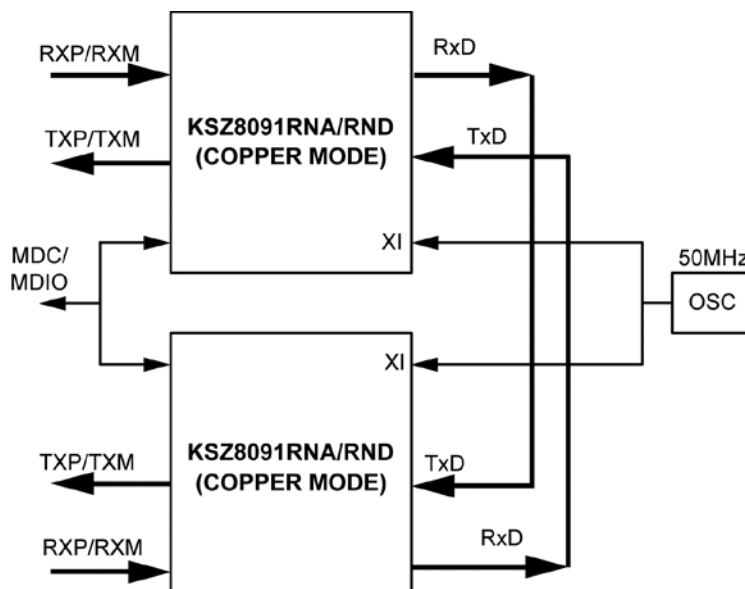 RXP/RXM
RxD
KSZ8091RNA/RND
(COPPER MODE)
TXP/TXM
TxD
XI
MDC/
MDIO
50MHz
OSC
XI
KSZ8091RNA/RND
(COPPER MODE)
TXP/TXM
TxD
RXP/RXM
RxD